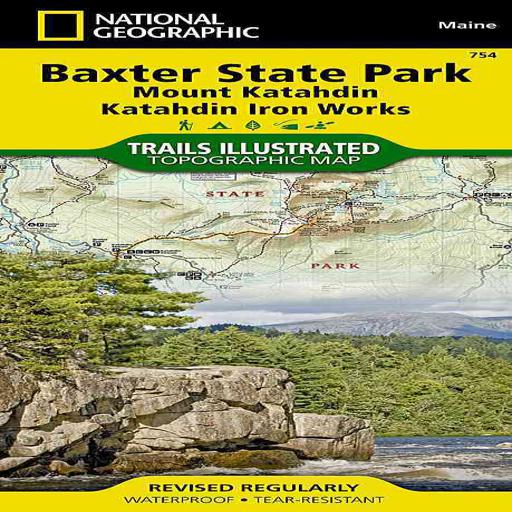 NATIONAL
GEOGRAPHIC
Maine
754
Baxter State Park
Mount Katahdin
Katahdin Iron Works
TRAILS ILLUSTRATED
TOPOGRAPHIC MAP
STATE
PARK
REVISED REGULARLY
WATERPROOF • TEAR-RESISTANT